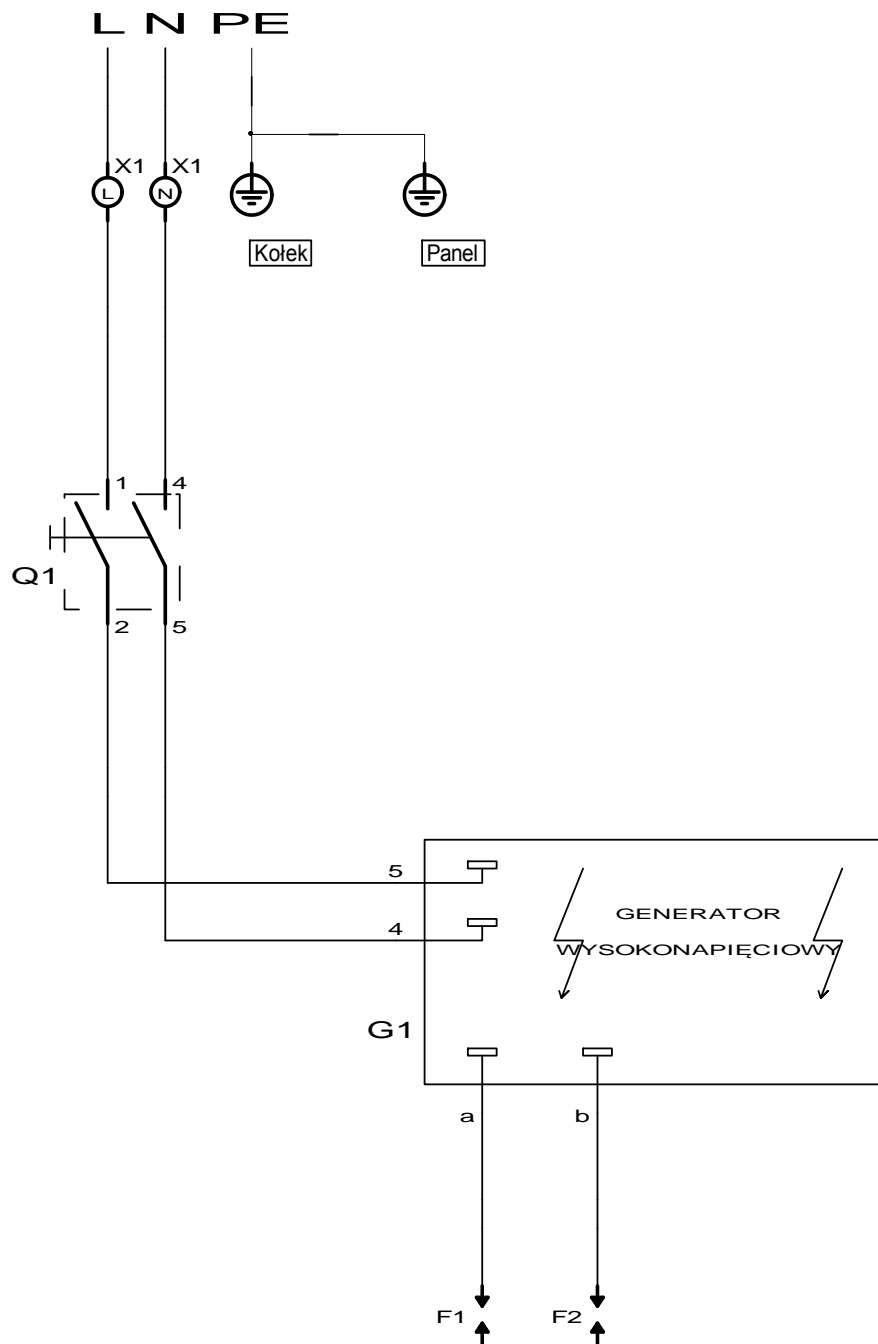 L N PE
X1 X1
L N
Kołek Panel
1 4
Q1
2 5
5
GENERATOR
4
WYSOKONAPIĘCIOWY
G1
a b
F1 F2